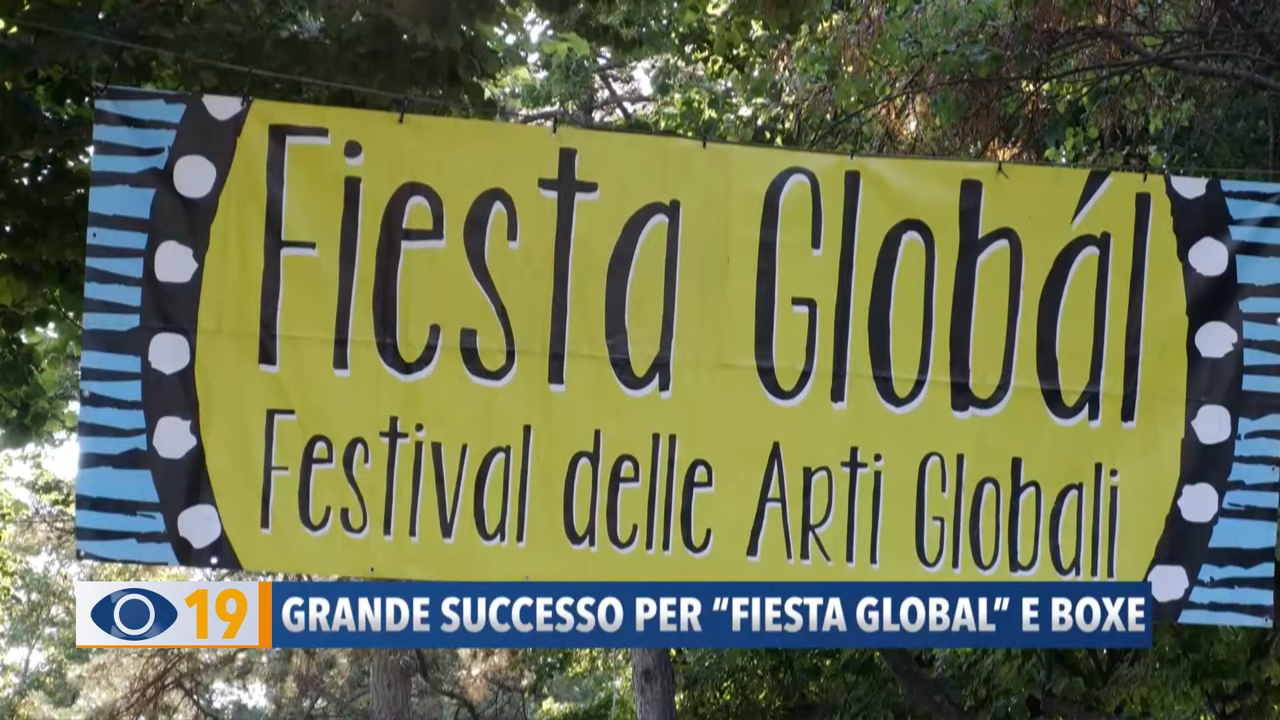 Fiesta Globál
Festival delle Arti Globali
19 GRANDE SUCCESSO PER “FIESTA GLOBAL” E BOXE